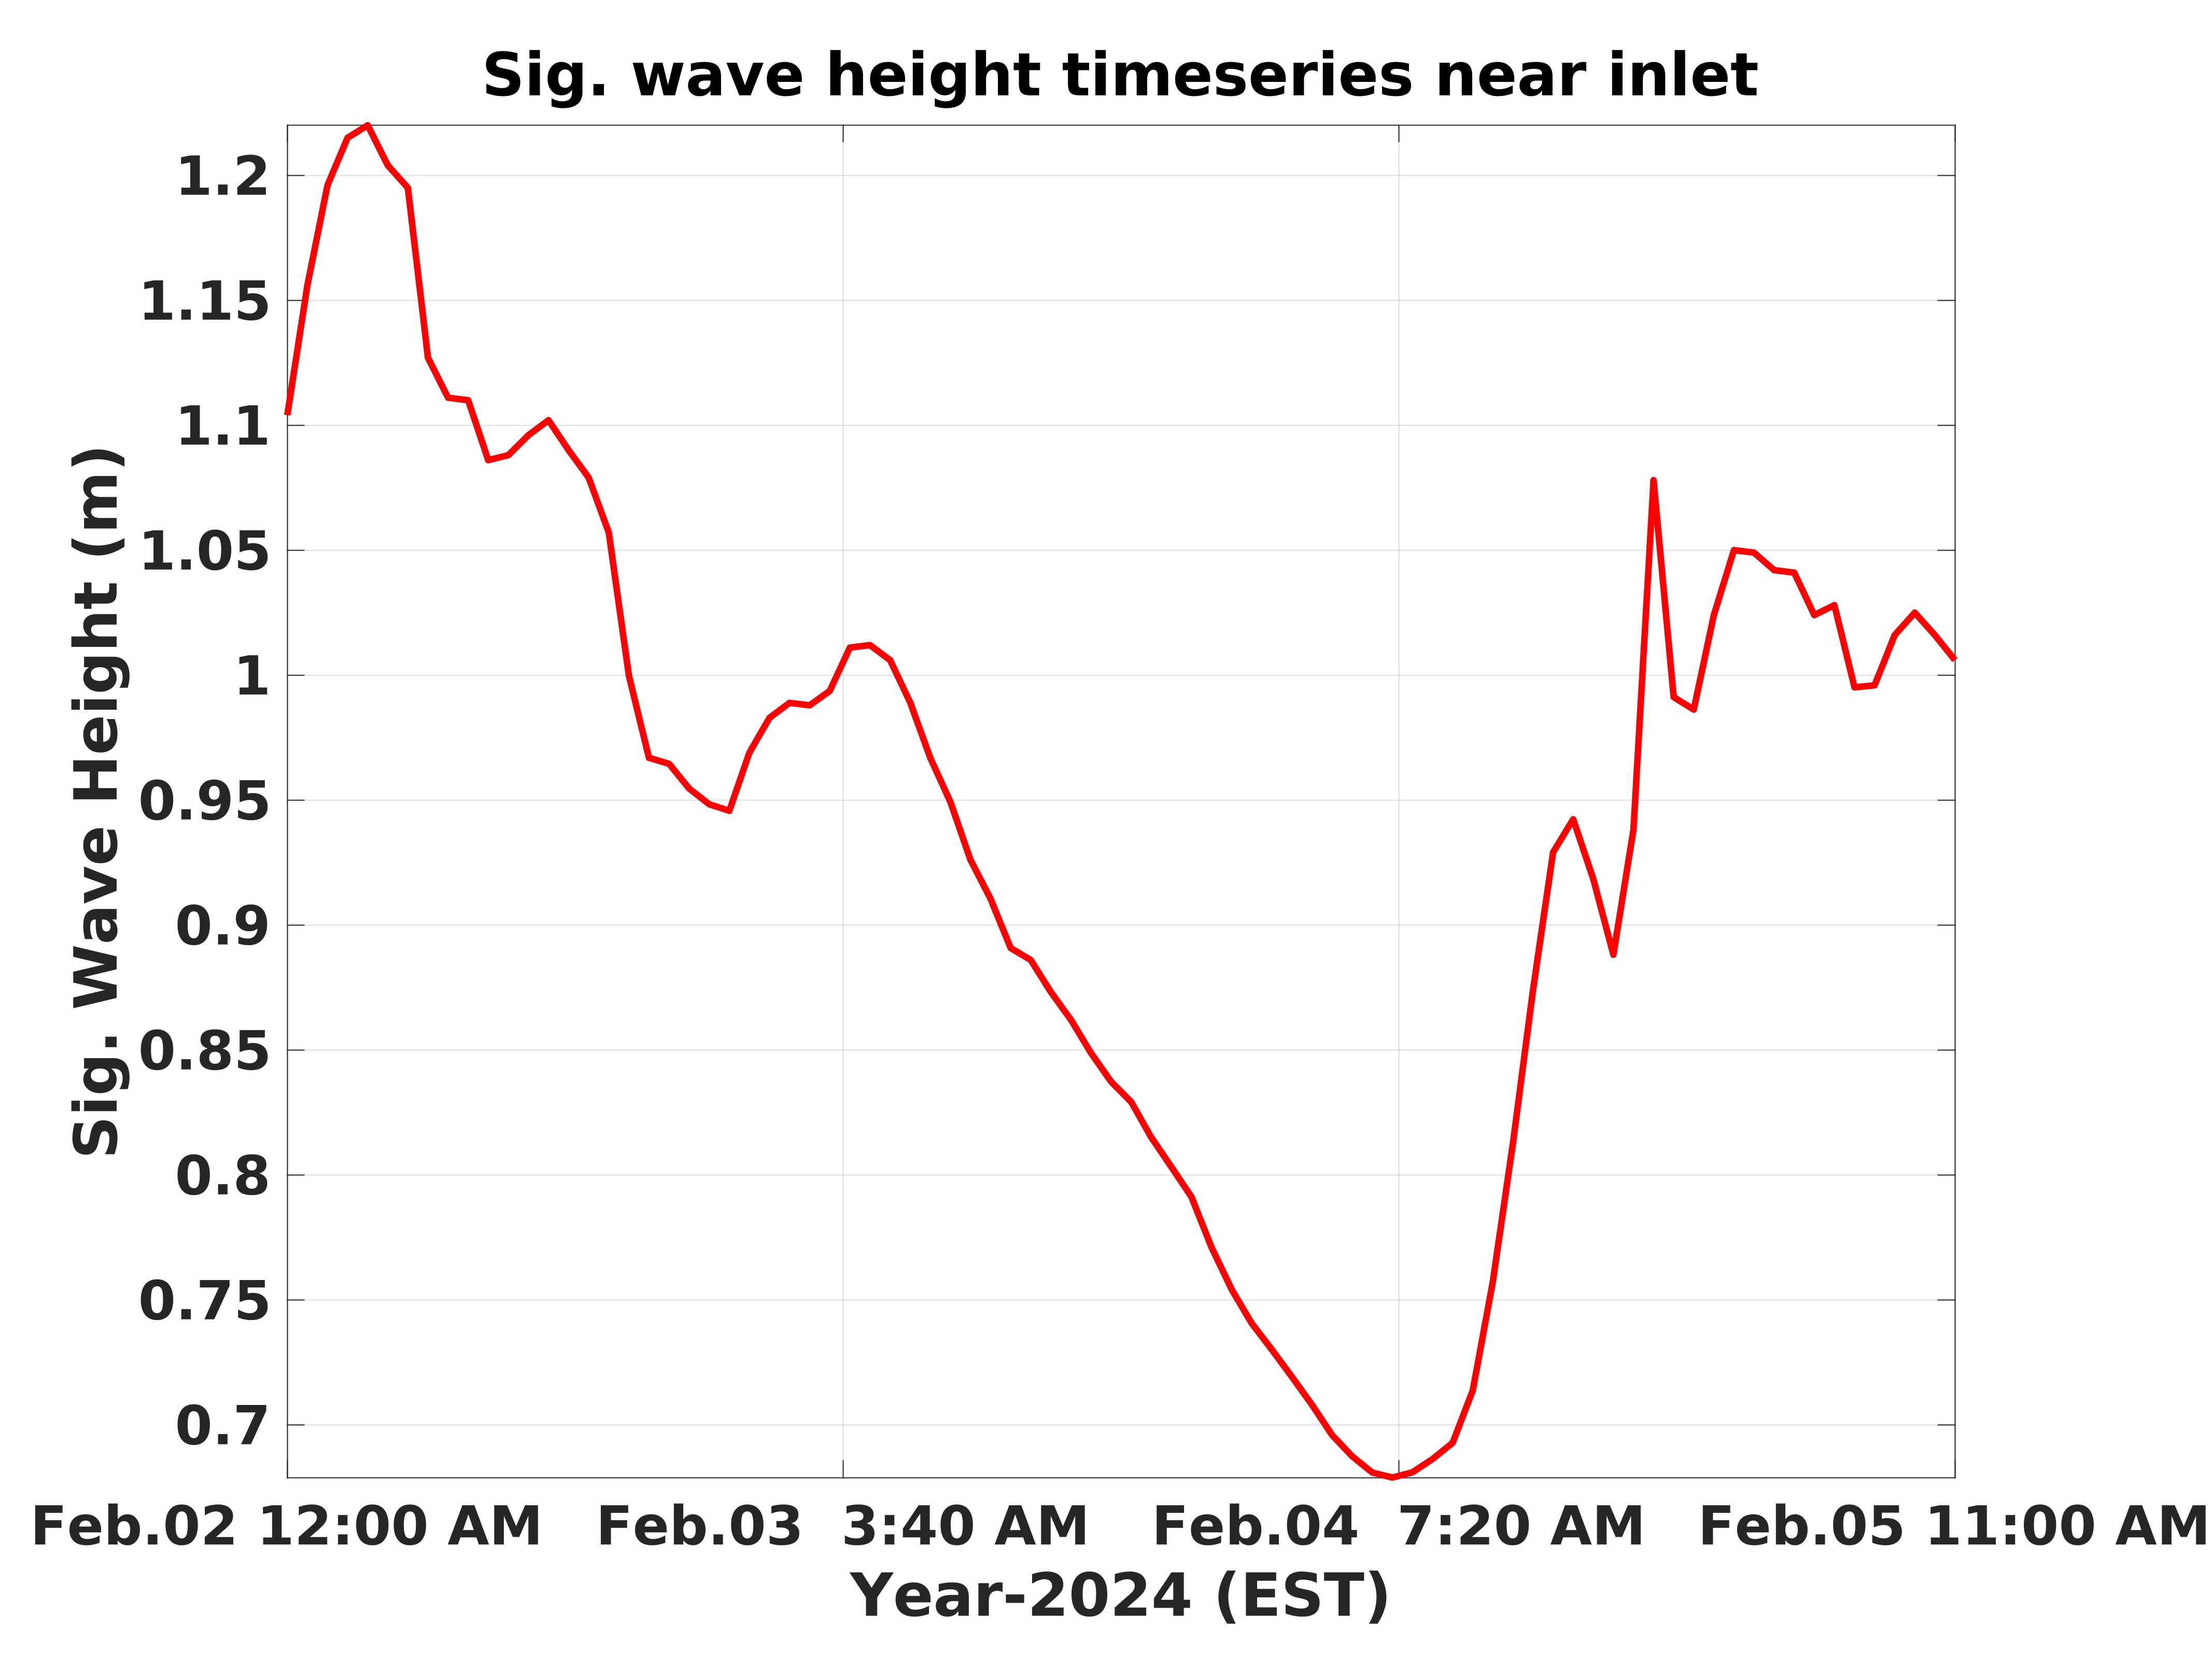 Sig. wave height timeseries near inlet
Sig. Wave Height (m)
1.2
1.15
1.1
1.05
1
0.95
0.9
0.85
0.8
0.75
0.7
Feb.02 12:00 AM Feb.03 3:40 AM Feb.04 7:20 AM Feb.05 11:00 AM
Year-2024 (EST)